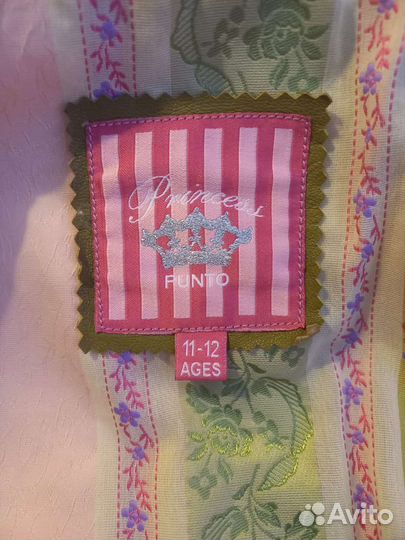 Princess
FUNTO
11-12
AGES
Avito